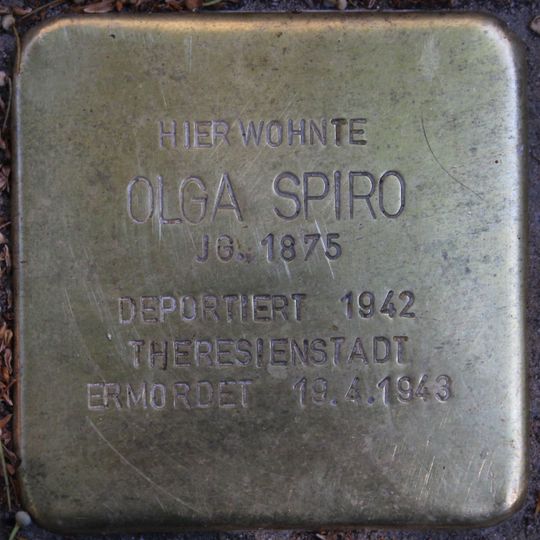 HIER WOHNTE
OLGA SPIRO
JG. 1875
DEPORTIERT 1942
THERESIENSTADT
ERMORDET 19.4.1943